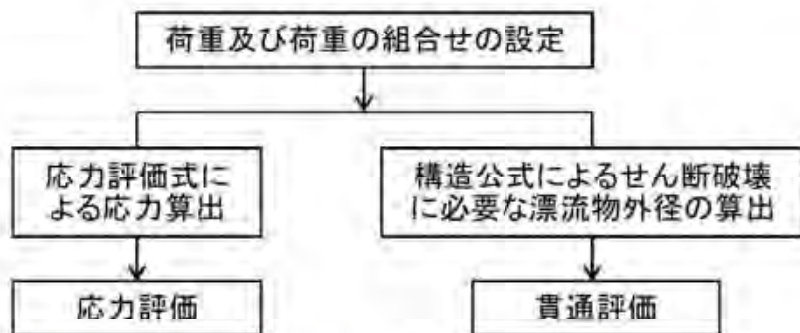 荷重及び荷重の組合せの設定
応力評価式に
よる応力算出
構造公式によるせん断破壊
に必要な漂流物外径の算出
応力評価
貫通評価